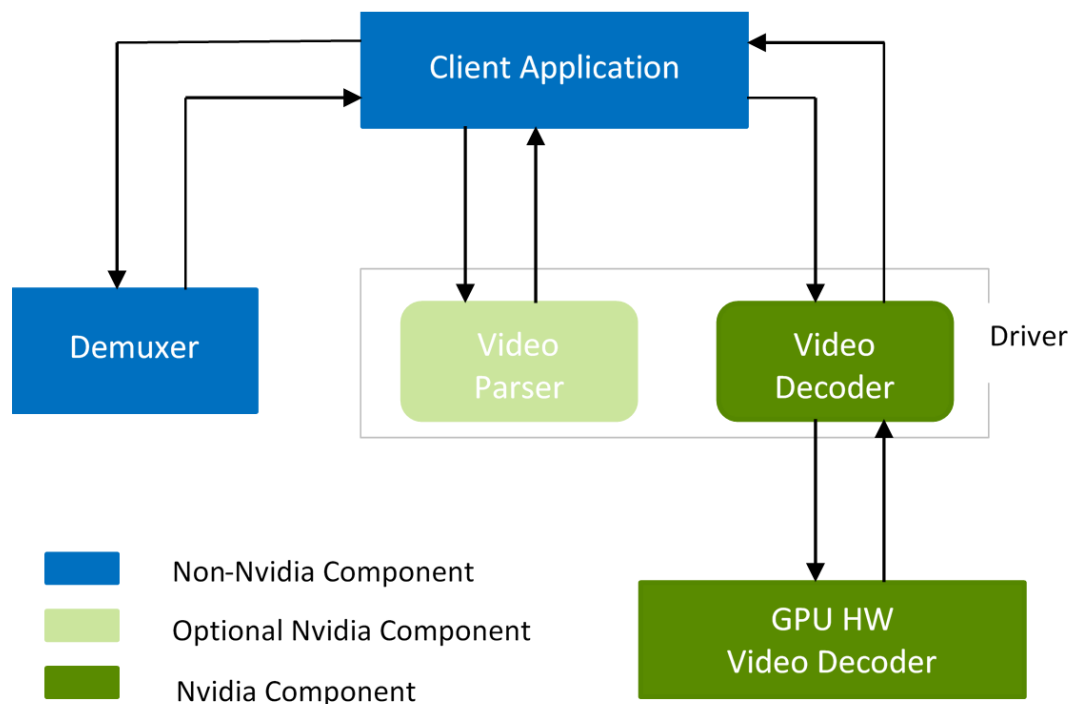 Client Application
Demuxer
Video
Parser
Video
Decoder
Driver
GPU HW
Video Decoder
Non-Nvidia Component
Optional Nvidia Component
Nvidia Component